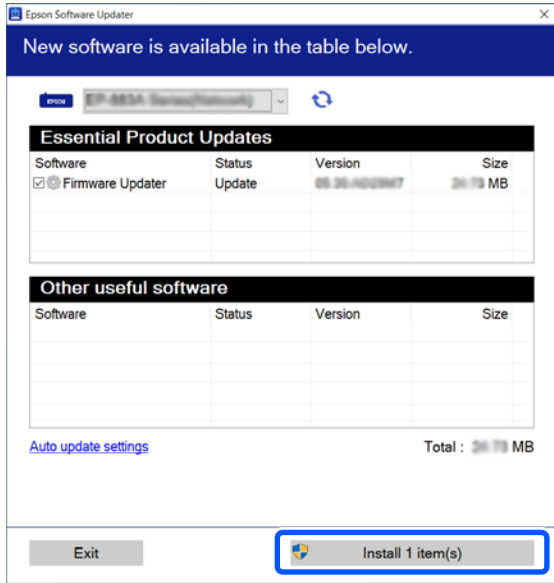 Epson Software Updater
New software is available in the table below.
EPSON
Essential Product Updates
Software Status Version Size
Firmware Updater Update MB
Other useful software
Software Status Version Size
Auto update settings Total : MB
Exit Install 1 item(s)